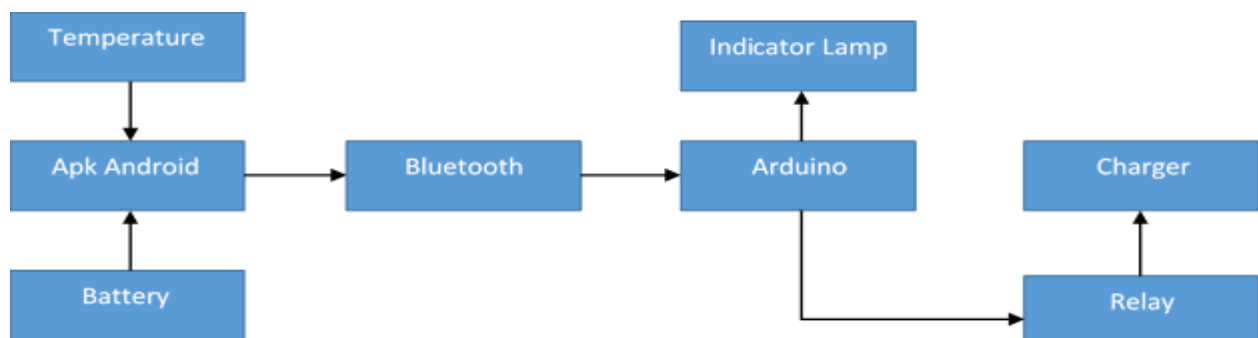 Temperature
Indicator Lamp
Apk Android
Bluetooth
Arduino
Charger
Battery
Relay